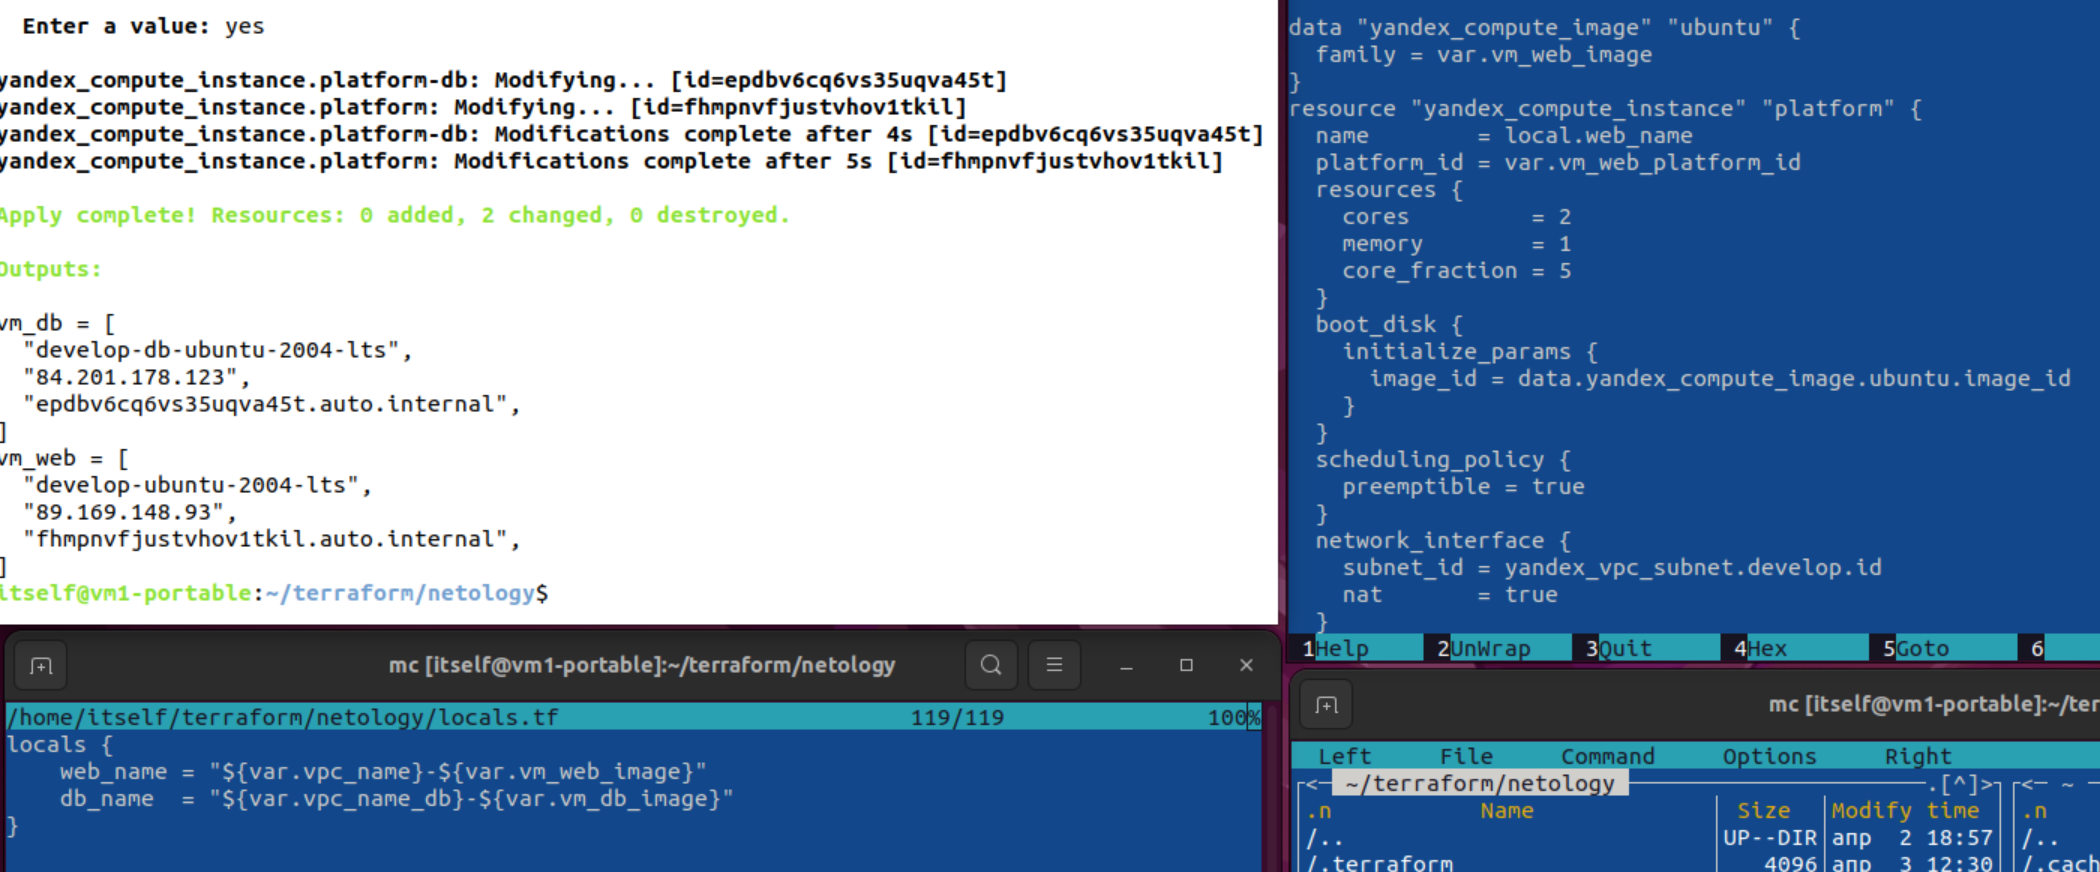 Enter a value: yes
yandex_compute_instance.platform-db: Modifying... [id=epdbv6cq6vs35uqva45t]
yandex_compute_instance.platform: Modifying... [id=fhmpnvfjustvhov1tkil]
yandex_compute_instance.platform-db: Modifications complete after 4s [id=epdbv6cq6vs35uqva45t]
yandex_compute_instance.platform: Modifications complete after 5s [id=fhmpnvfjustvhov1tkil]
Apply complete! Resources: 0 added, 2 changed, 0 destroyed.
Outputs:
vm_db = [
"develop-db-ubuntu-2004-lts",
"84.201.178.123",
"epdbv6cq6vs35uqva45t.auto.internal",
]
vm_web = [
"develop-ubuntu-2004-lts",
"89.169.148.93",
"fhmpnvfjustvhov1tkil.auto.internal",
]
itself@vm1-portable:~/terraform/netology$
data "yandex_compute_image" "ubuntu" {
family = var.vm_web_image
}
resource "yandex_compute_instance" "platform" {
name = local.web_name
platform_id = var.vm_web_platform_id
resources {
cores = 2
memory = 1
core_fraction = 5
}
boot_disk {
initialize_params {
image_id = data.yandex_compute_image.ubuntu.image_id
}
}
scheduling_policy {
preemptible = true
}
network_interface {
subnet_id = yandex_vpc_subnet.develop.id
nat = true
}
1Help 2UnWrap 3Quit 4Hex 5Goto 6
mc [itself@vm1-portable]:~/terraform/netology
/home/itself/terraform/netology/locals.tf 119/119 100%
locals {
web_name = "${var.vpc_name}-${var.vm_web_image}"
db_name = "${var.vpc_name_db}-${var.vm_db_image}"
}
mc [itself@vm1-portable]:~/ter
Left File Command Options Right
<─ ~/terraform/netology .[^]> <─ ~
.n Name Size Modify time .n
/.. UP--DIR апр 2 18:57 /..
/.terraform 4096 апр 3 12:30 /.cach